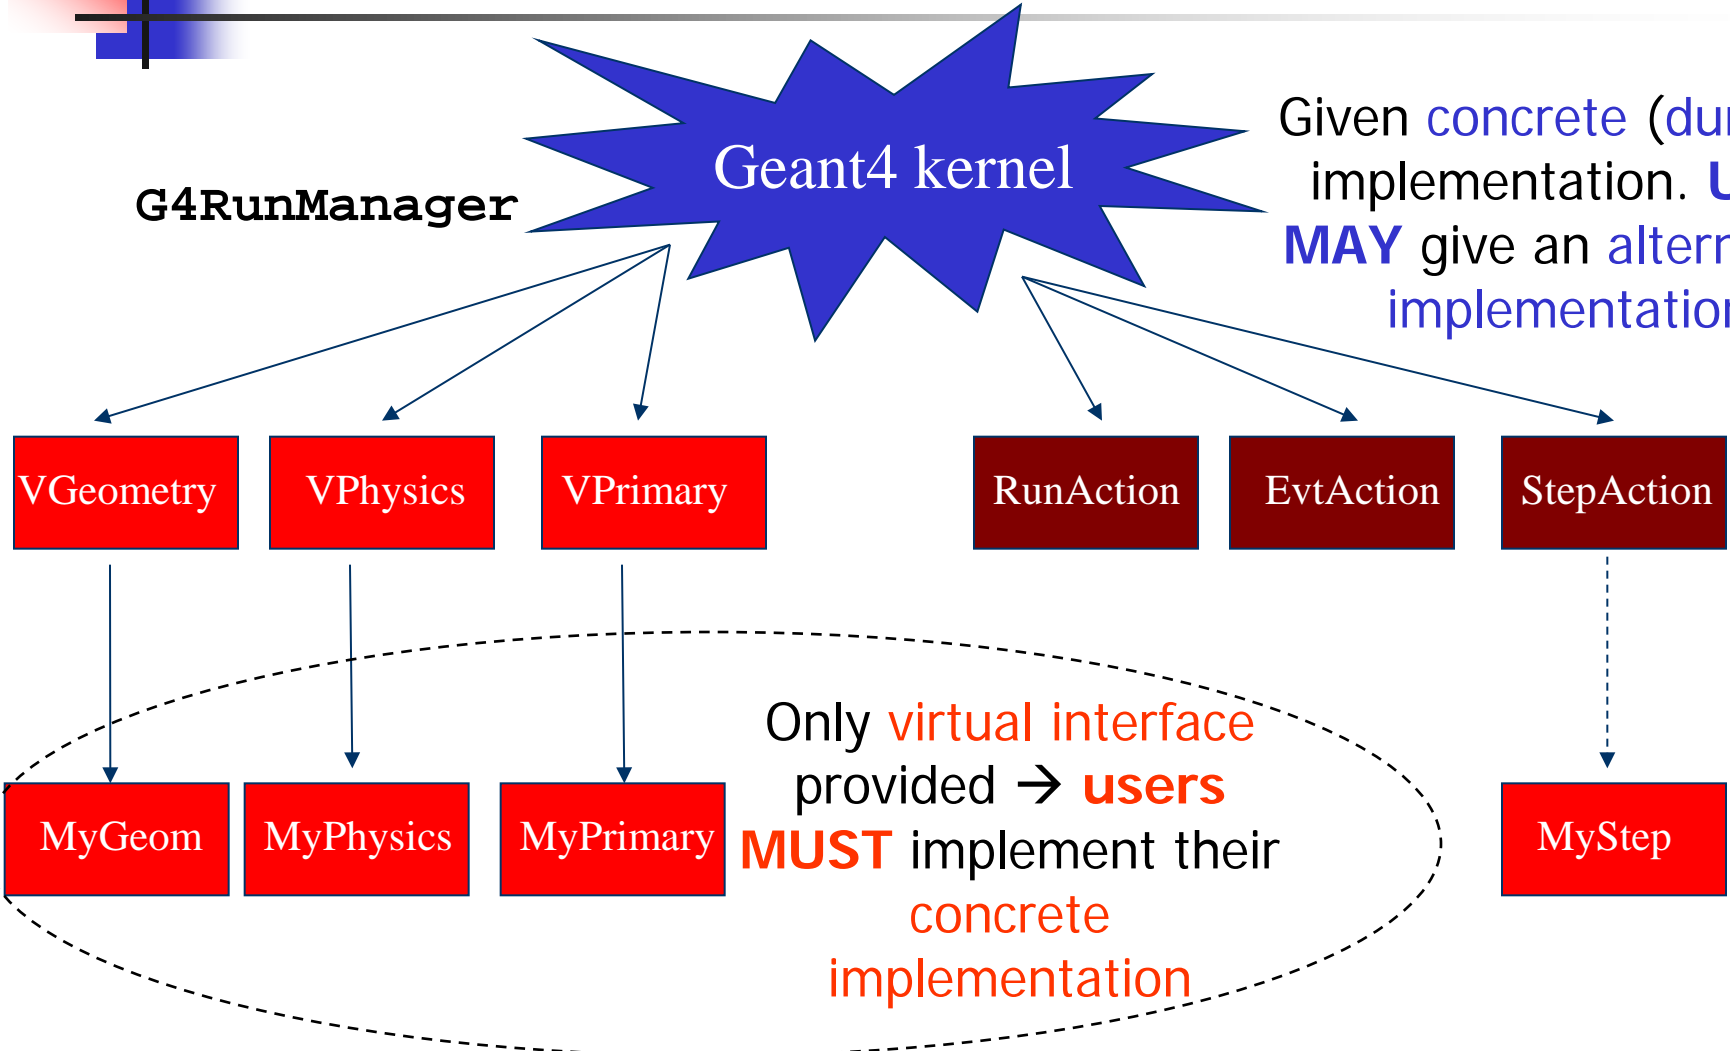 Geant4 kernel
G4RunManager
Given concrete (
implementation.
MAY give an
implementation
VGeometry
VPhysics
VPrimary
RunAction
EvtAction
StepAction
Only virtual interface
provided → users
MUST implement their
concrete
implementation
MyGeom
MyPhysics
MyPrimary
MyStep